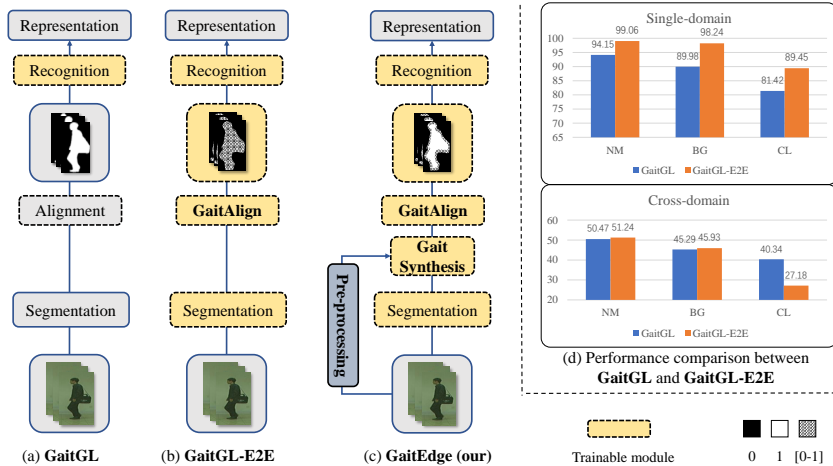 Representation
Recognition
Alignment
Segmentation
(a) GaitGL
Representation
Recognition
GaitAlign
Segmentation
(b) GaitGL-E2E
Representation
Recognition
GaitAlign
Gait
Synthesis
Pre-processing
Segmentation
(c) GaitEdge (our)
Single-domain
100
95
90
85
80
75
70
65
94.15
99.06
89.98
98.24
81.42
89.45
NM
BG
CL
GaitGL
GaitGL-E2E
Cross-domain
60
50
40
30
20
50.47
51.24
45.29
45.93
40.34
27.18
NM
BG
CL
GaitGL
GaitGL-E2E
(d) Performance comparison between
GaitGL and GaitGL-E2E
Trainable module
0 1 [0-1]